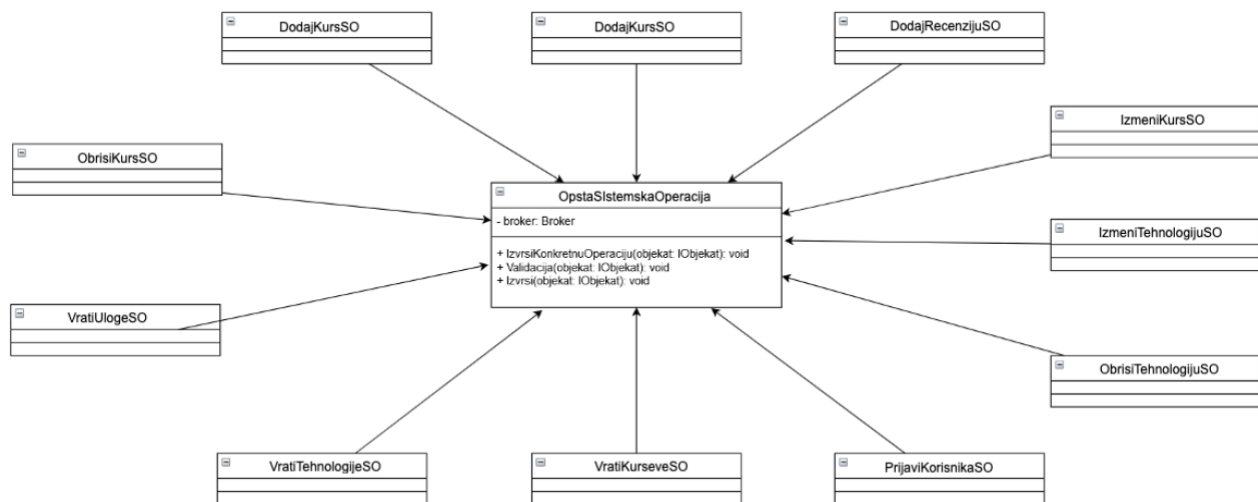 DodajKursSO
DodajKursSO
DodajRecenzijuSO
IzmeniKursSO
ObrisiKursSO
OpstaSIstemskaOperacija
- broker: Broker
+ IzvrsiKonkretnuOperaciju(objekat: IObjekat): void
+ Validacija(objekat: IObjekat): void
+ Izvrsi(objekat: IObjekat): void
IzmeniTehnologijuSO
VratiUlogeSO
ObrisiTehnologijuSO
VratiTehnologijeSO
VratiKurseveSO
PrijaviKorisnikaSO